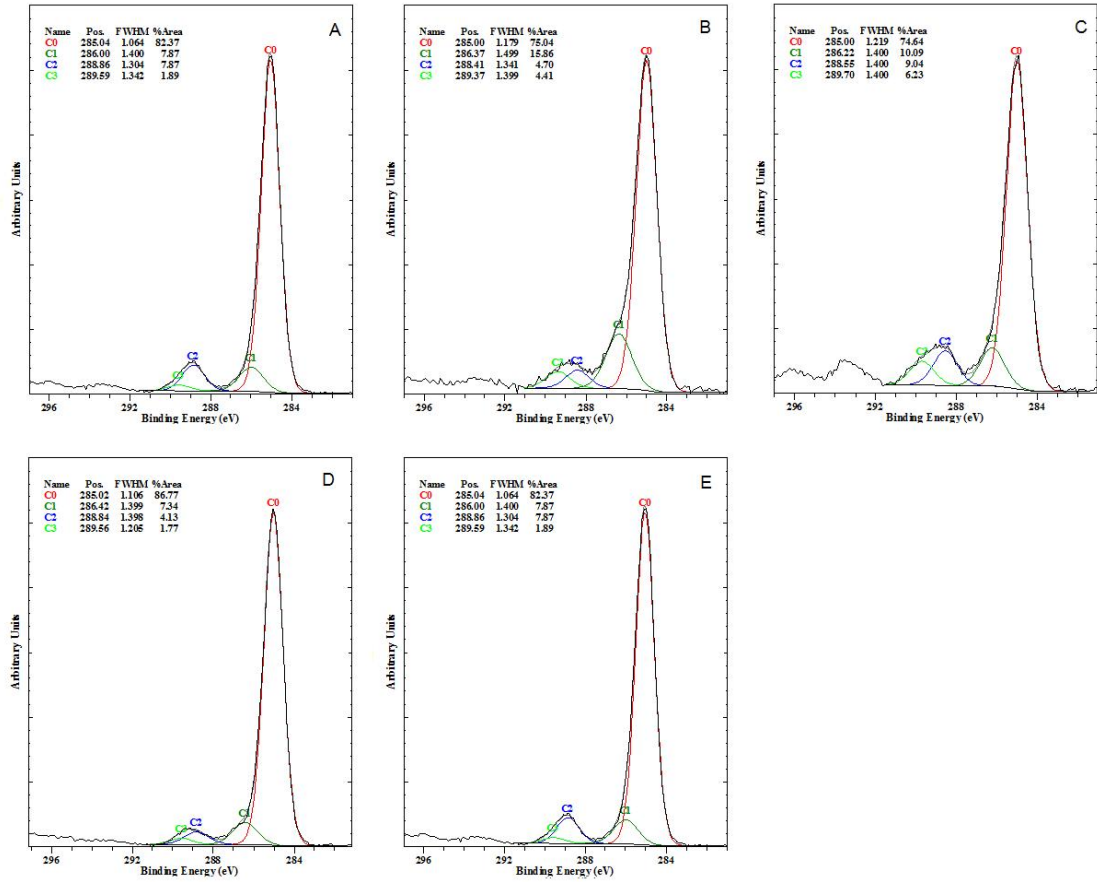 A
Name Pos. FWHM %Area
C0 285.04 1.064 82.37
C1 286.00 1.400 7.87
C2 288.86 1.304 7.87
C3 289.59 1.342 1.89
C0
C1
C2
C3
Arbitrary Units
296 292 288 284
Binding Energy (eV)
B
Name Pos. FWHM %Area
C0 285.00 1.179 75.04
C1 286.37 1.499 15.86
C2 288.41 1.341 4.70
C3 289.37 1.399 4.41
C0
C1
C3 C2
Arbitrary Units
296 292 288 284
Binding Energy (eV)
C
Name Pos. FWHM %Area
C0 285.00 1.219 74.64
C1 286.22 1.400 10.09
C2 288.55 1.400 9.04
C3 289.70 1.400 6.23
C0
C1
C2
C3
Arbitrary Units
296 292 288 284
Binding Energy (eV)
D
Name Pos. FWHM %Area
C0 285.02 1.106 86.77
C1 286.42 1.399 7.34
C2 288.84 1.398 4.13
C3 289.56 1.205 1.77
C0
C1
C2
C3
Arbitrary Units
296 292 288 284
Binding Energy (eV)
E
Name Pos. FWHM %Area
C0 285.04 1.064 82.37
C1 286.00 1.400 7.87
C2 288.86 1.304 7.87
C3 289.59 1.342 1.89
C0
C2
C1
C3
Arbitrary Units
296 292 288 284
Binding Energy (eV)